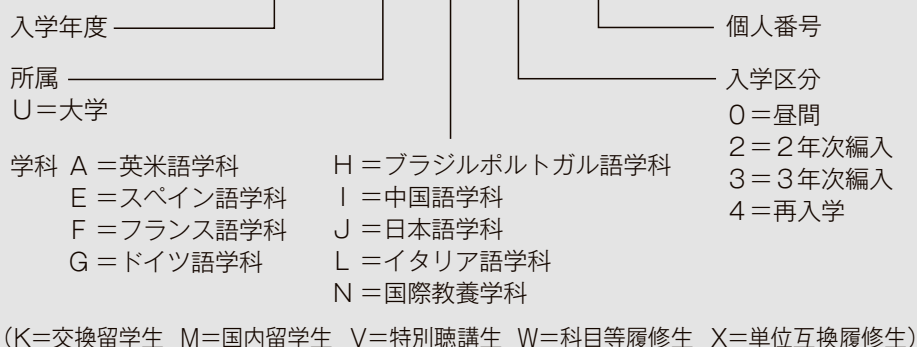 入学年度
個人番号
所属
U=大学
入学区分
0=昼間
2=2年次編入
3=3年次編入
4=再入学
学科 A=英米語学科
E=スペイン語学科
F=フランス語学科
G=ドイツ語学科
H=ブラジルポルトガル語学科
I=中国語学科
J=日本語学科
L=イタリア語学科
N=国際教養学科
(K=交換留学生 M=国内留学生 V=特別聴講生 W=科目等履修生 X=単位互換履修生)